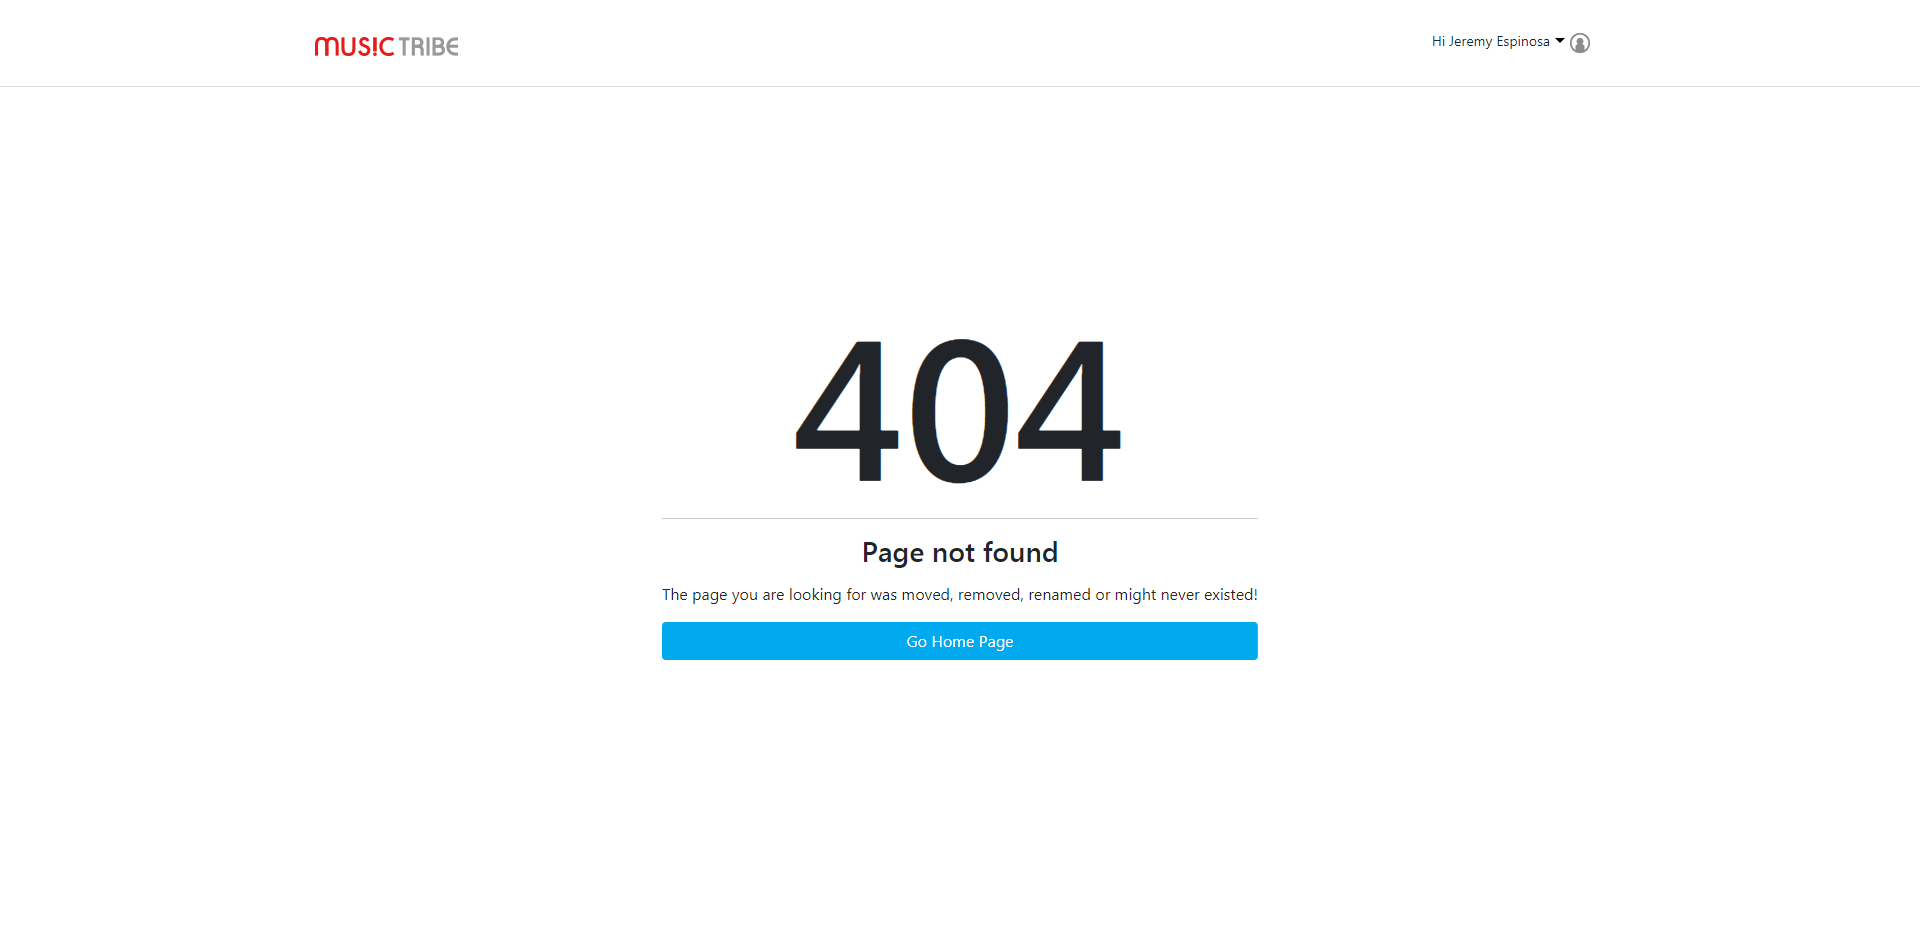 MUSIC TRIBE
Hi Jeremy Espinosa
404
Page not found
The page you are looking for was moved, removed, renamed or might never existed!
Go Home Page